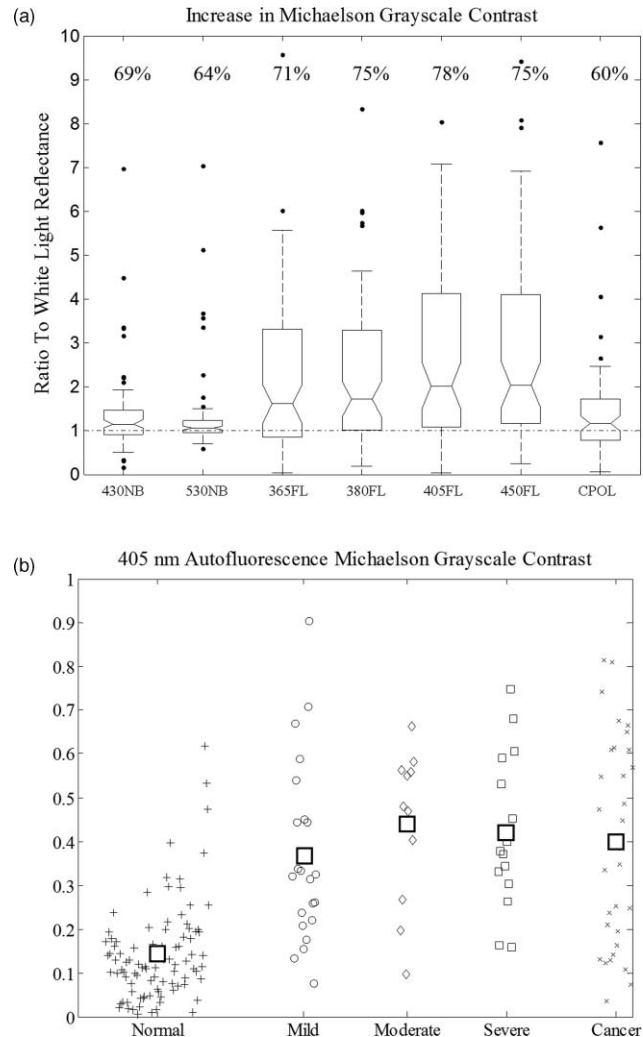 (a)
Increase in Michaelson Grayscale Contrast
10
69% 64% 71% 75% 78% 75% 60%
9
8
7
6
5
4
3
2
1
0
Ratio To White Light Reflectance
430NB 530NB 365FL 380FL 405FL 450FL CPOL
(b)
405 nm Autofluorescence Michaelson Grayscale Contrast
1
0.9
0.8
0.7
0.6
0.5
0.4
0.3
0.2
0.1
0
Normal Mild Moderate Severe Cancer